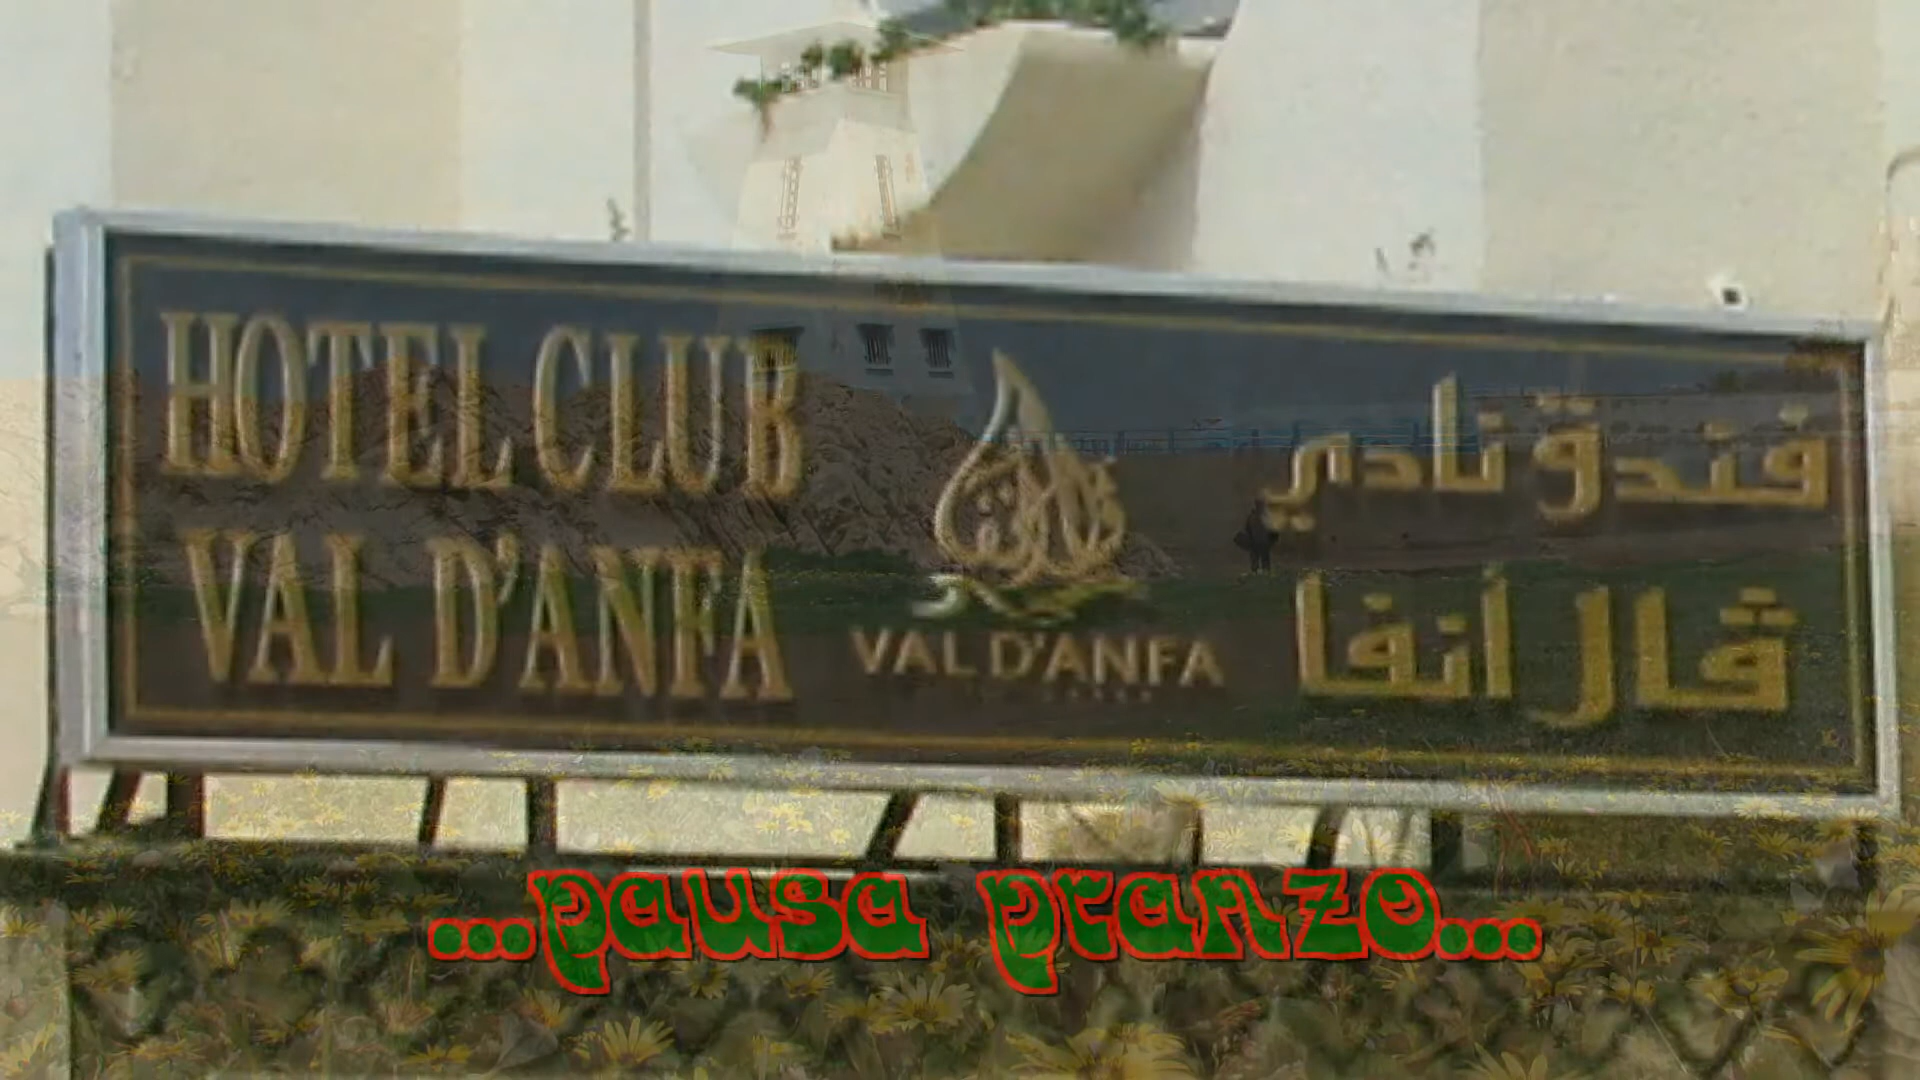 HOTEL CLUB
VAL D'ANFA
VAL D'ANFA
فندق نادي
ڤال أنفا
...pausa pranzo...